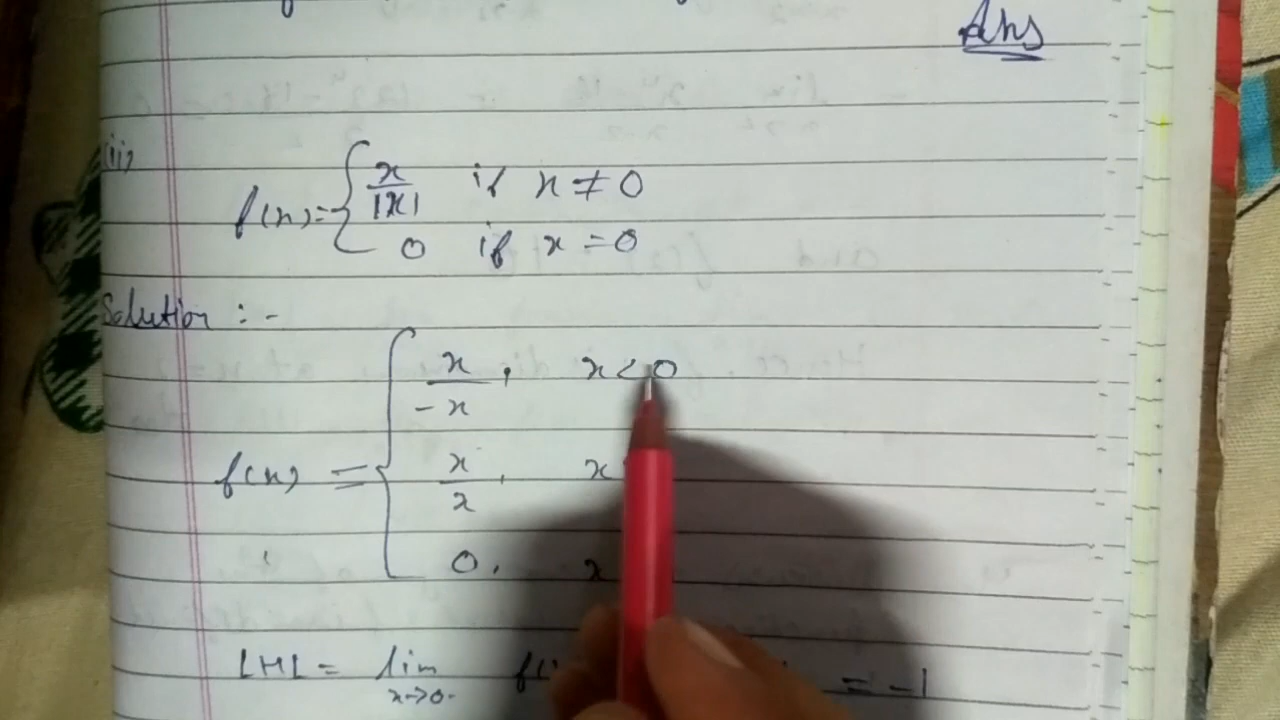 Ans
(ii)
f(x) = { x/|x| if x ≠ 0
0 if x = 0
Solution :-
x/-x , x < 0
f(x) = { x/x , x
0 , x
LHL = lim x→0- f( = -1